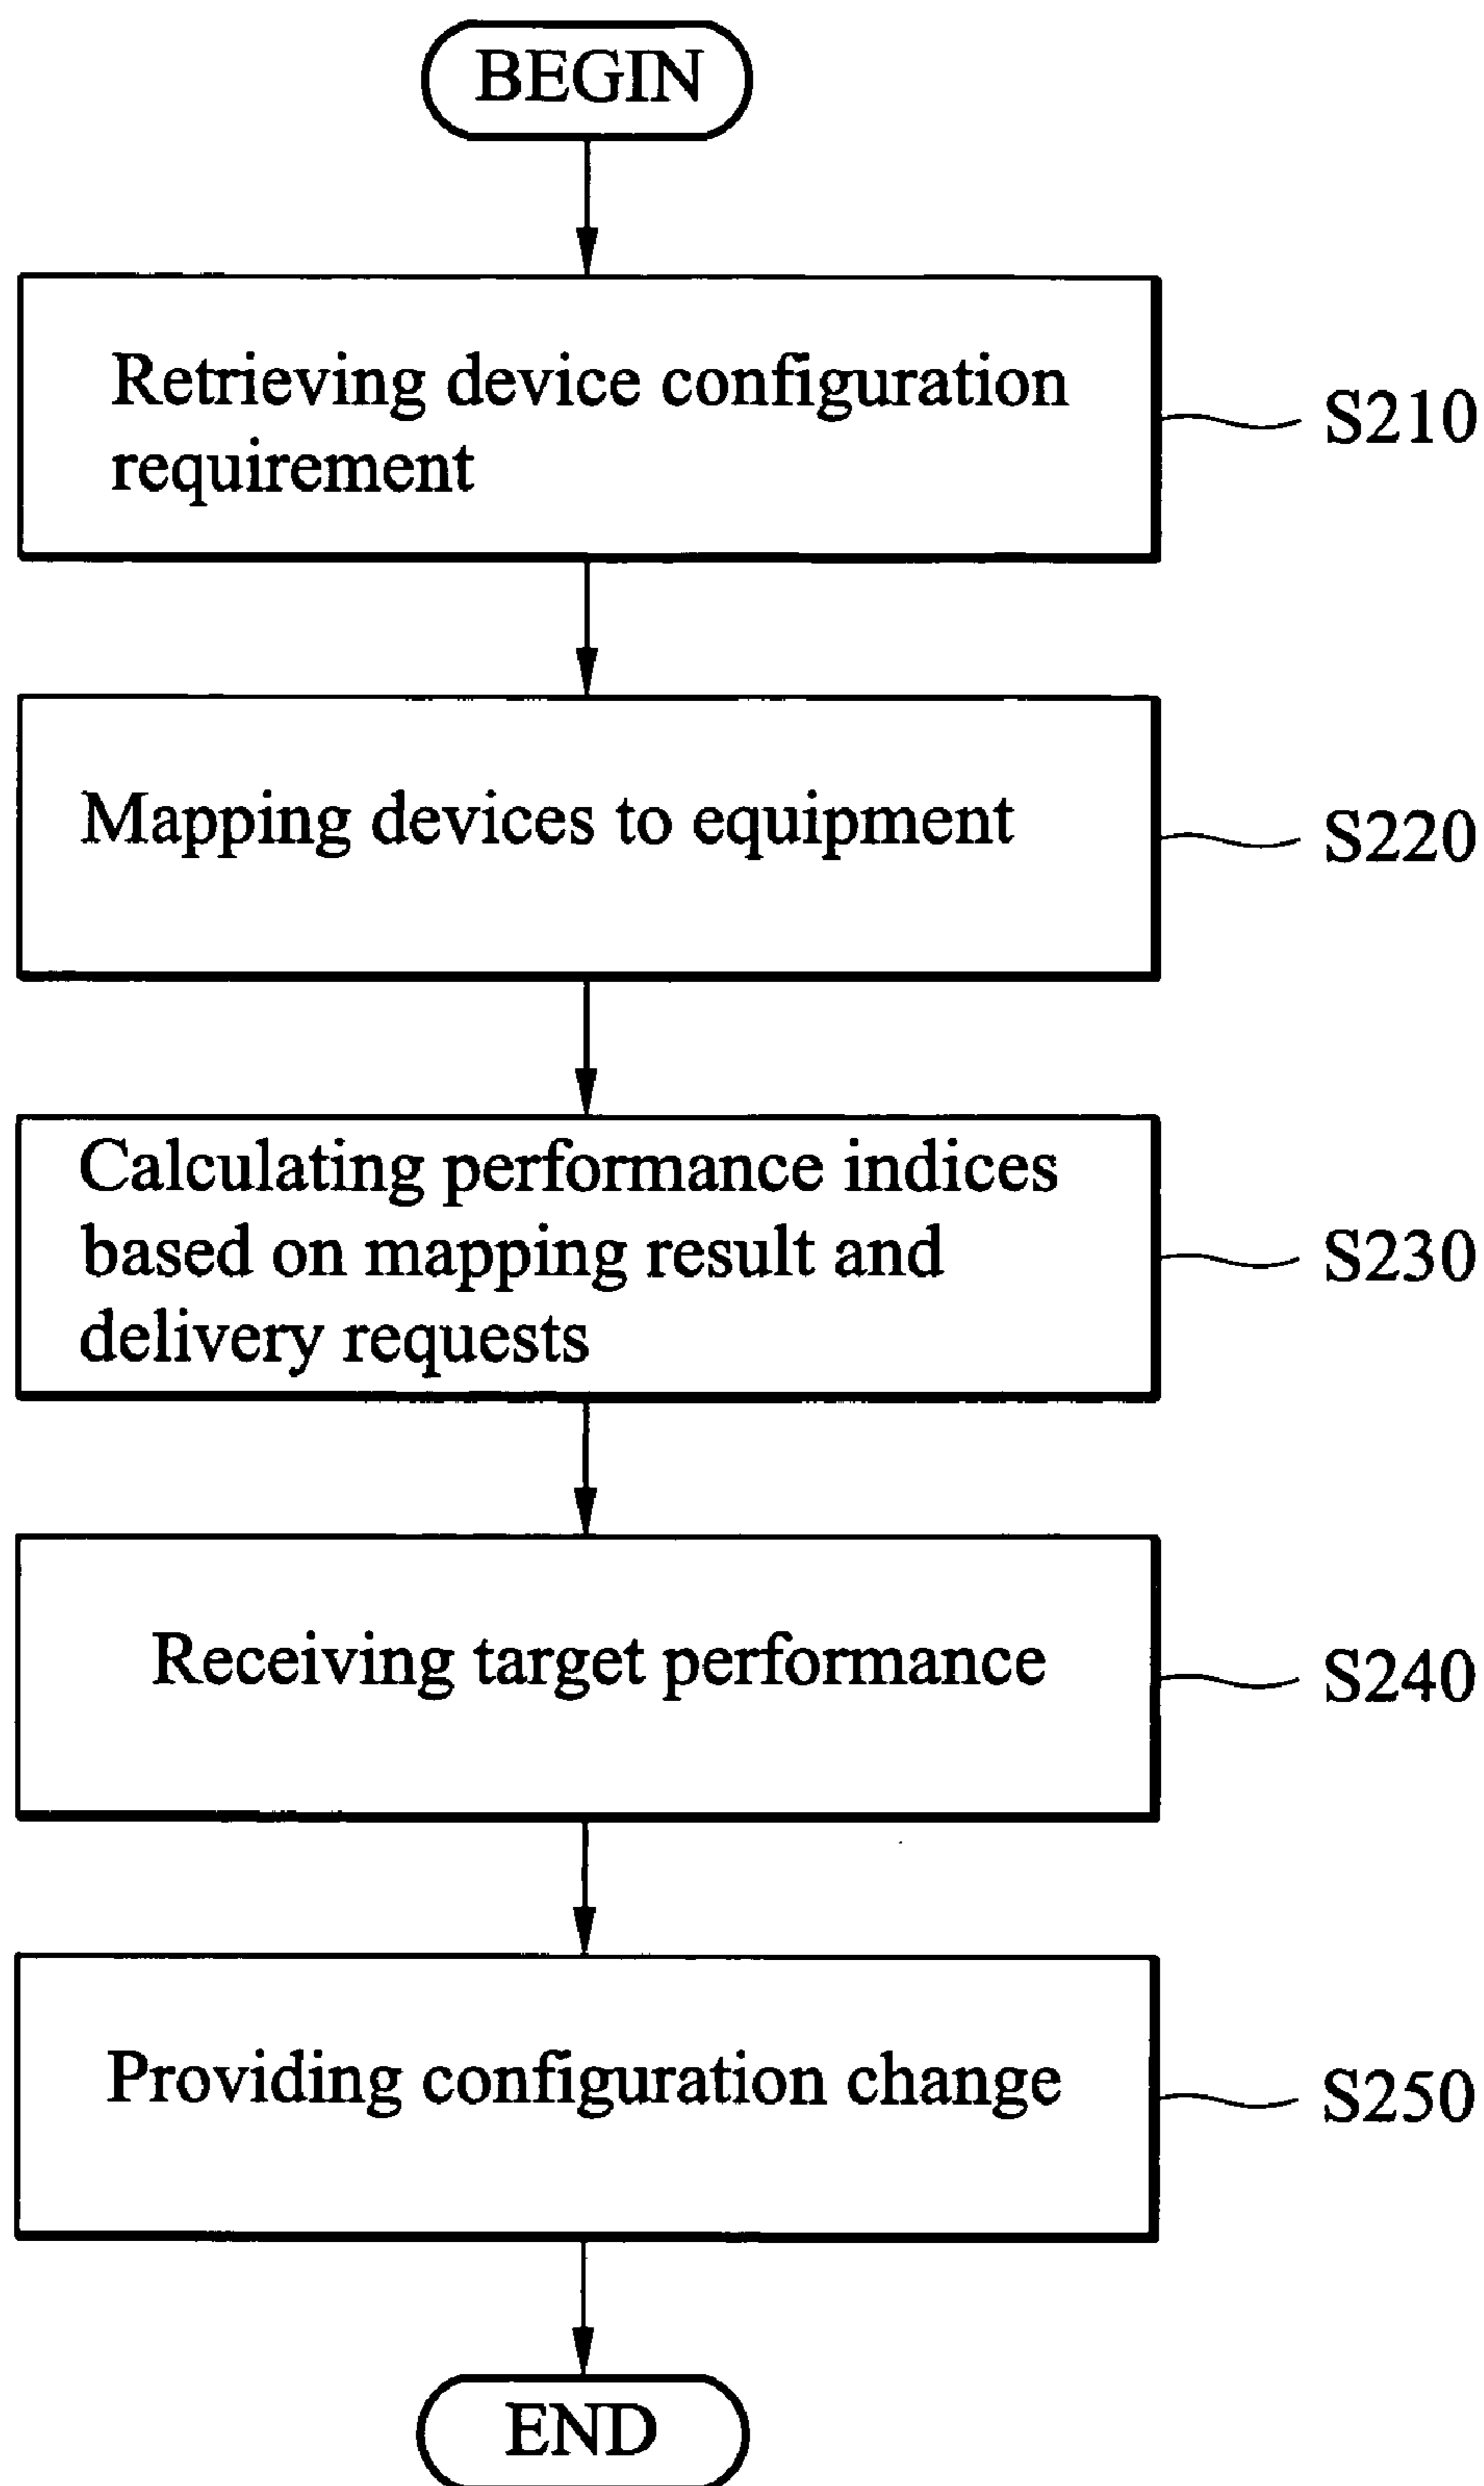 BEGIN
Retrieving device configuration
requirement
S210
Mapping devices to equipment
S220
Calculating performance indices
based on mapping result and
delivery requests
S230
Receiving target performance
S240
Providing configuration change
S250
END